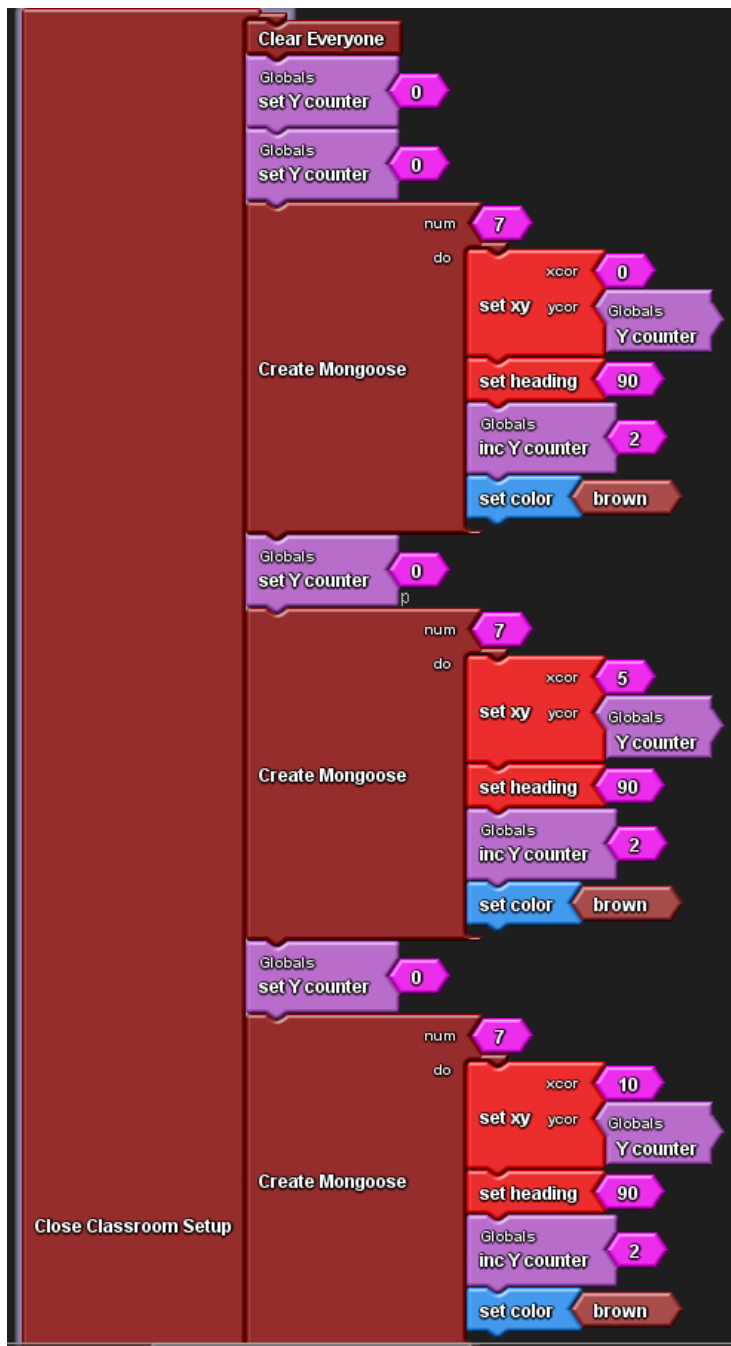 Clear Everyone
Globals
set Y counter 0
Globals
set Y counter 0
num 7
do
xcor 0
set xy ycor Globals
Y counter
Create Mongoose
set heading 90
Globals
inc Y counter 2
set color brown
Globals
set Y counter 0
p
num 7
do
xcor 5
set xy ycor Globals
Y counter
Create Mongoose
set heading 90
Globals
inc Y counter 2
set color brown
Globals
set Y counter 0
num 7
do
xcor 10
set xy ycor Globals
Y counter
Create Mongoose
set heading 90
Close Classroom Setup
Globals
inc Y counter 2
set color brown